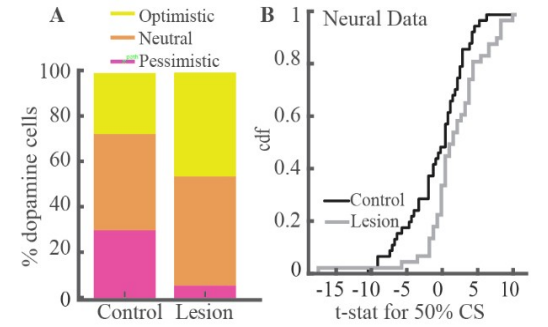 A
Optimistic
Neutral
Pessimistic
% dopamine cells
100
80
60
40
20
0
Control Lesion
B
Neural Data
cdf
1
0.8
0.6
0.4
0.2
0
Control
Lesion
-15 -10 -5 0 5 10
t-stat for 50% CS